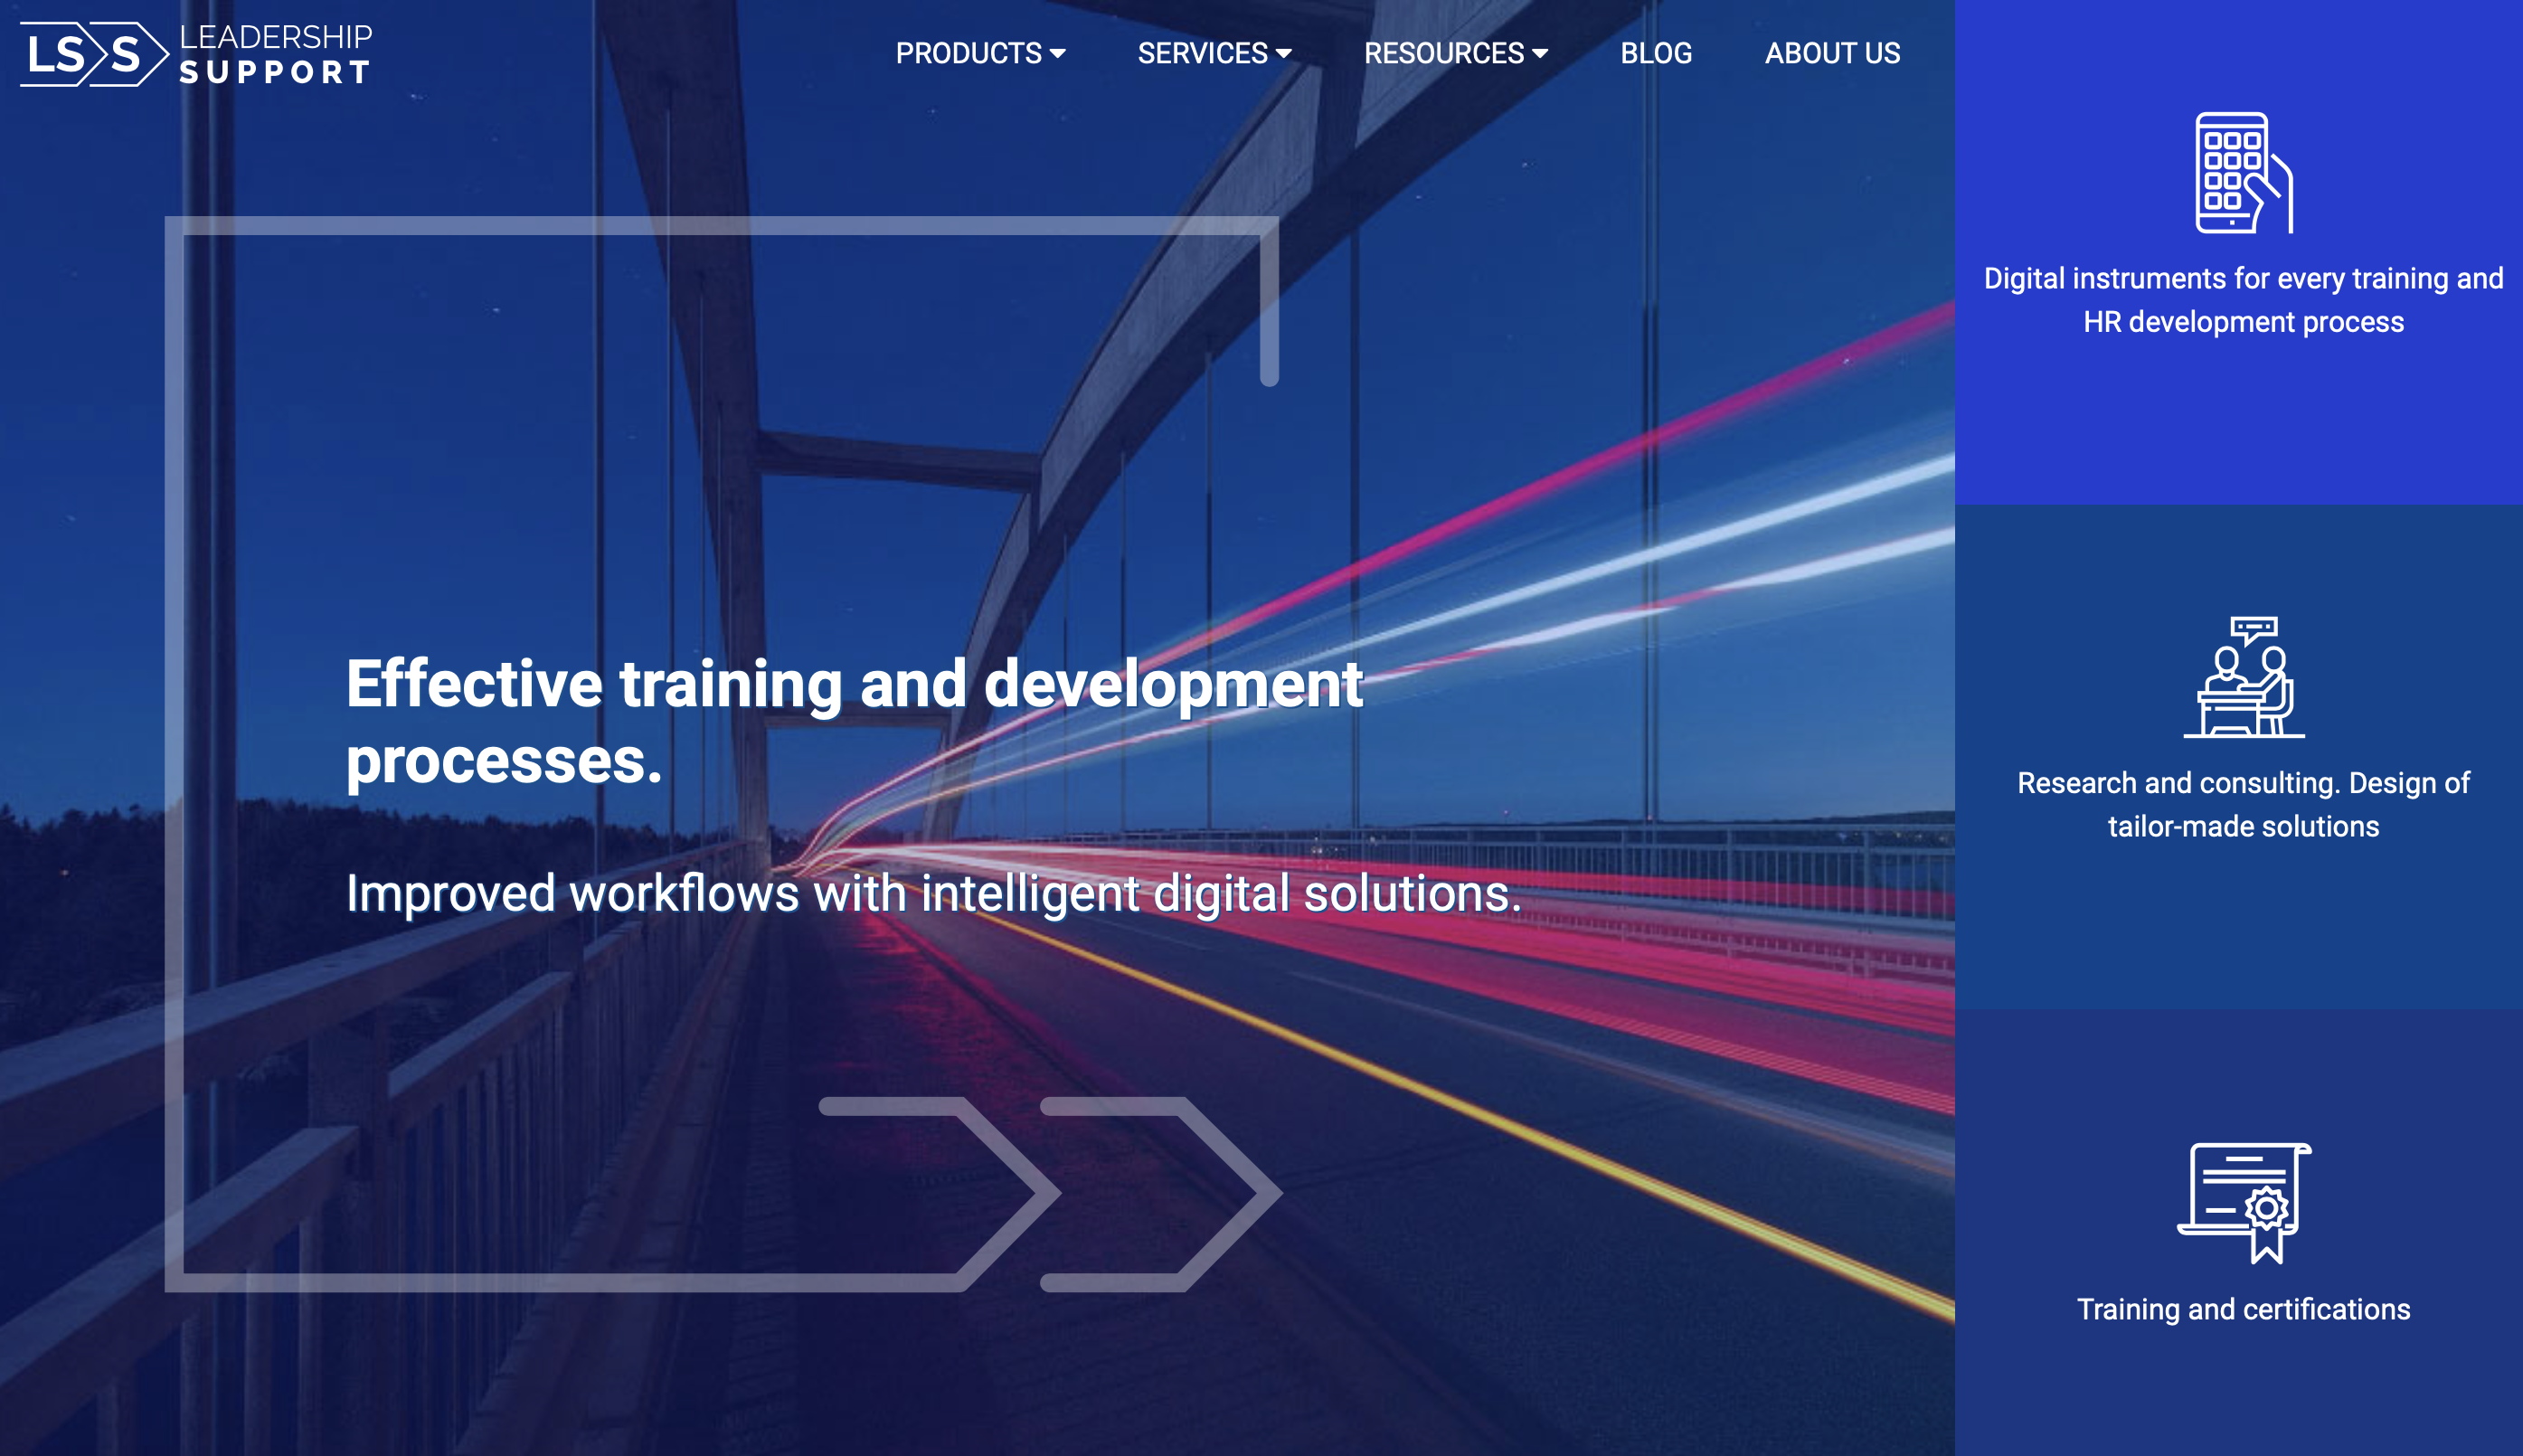 LSS LEADERSHIP
SUPPORT
PRODUCTS
SERVICES
RESOURCES
BLOG
ABOUT US
Effective training and development
processes.
Improved workflows with intelligent digital solutions.
Digital instruments for every training and
HR development process
Research and consulting. Design of
tailor-made solutions
Training and certifications